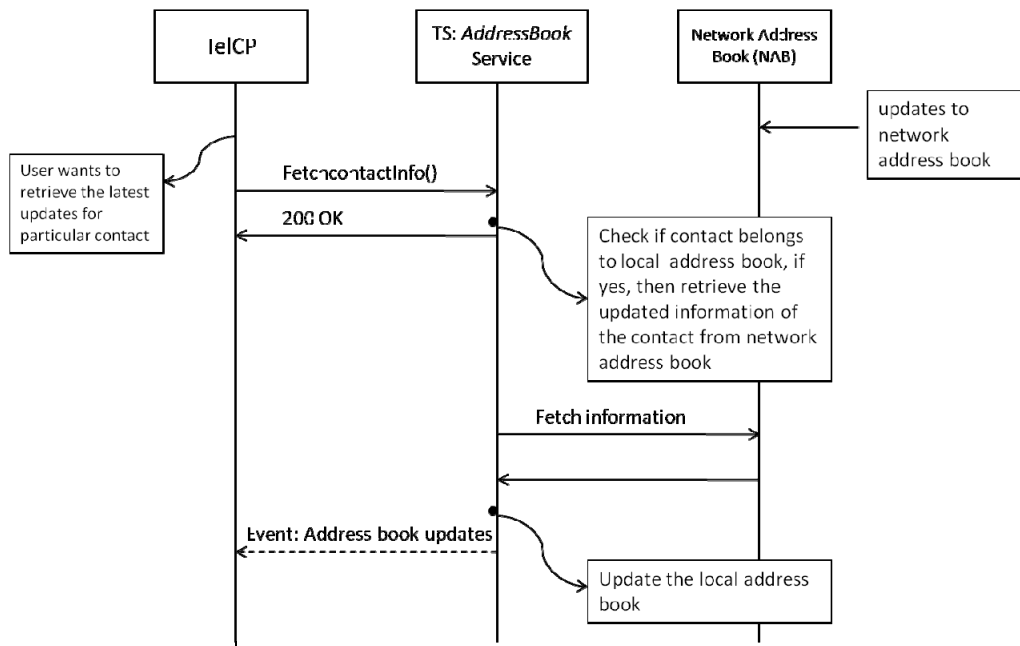 TelCP
TS: AddressBook
Service
Network Address
Book (NAB)
updates to
network
address book
User wants to
retrieve the latest
updates for
particular contact
FetchcontactInfo()
200 OK
Check if contact belongs
to local address book, if
yes, then retrieve the
updated information of
the contact from network
address book
Fetch information
Event: Address book updates
Update the local address
book